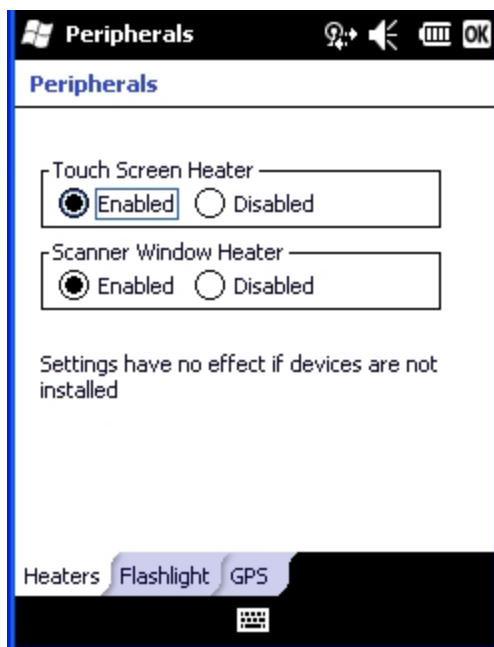 Peripherals
OK
Peripherals
Touch Screen Heater
Enabled Disabled
Scanner Window Heater
Enabled Disabled
Settings have no effect if devices are not
installed
Heaters Flashlight GPS